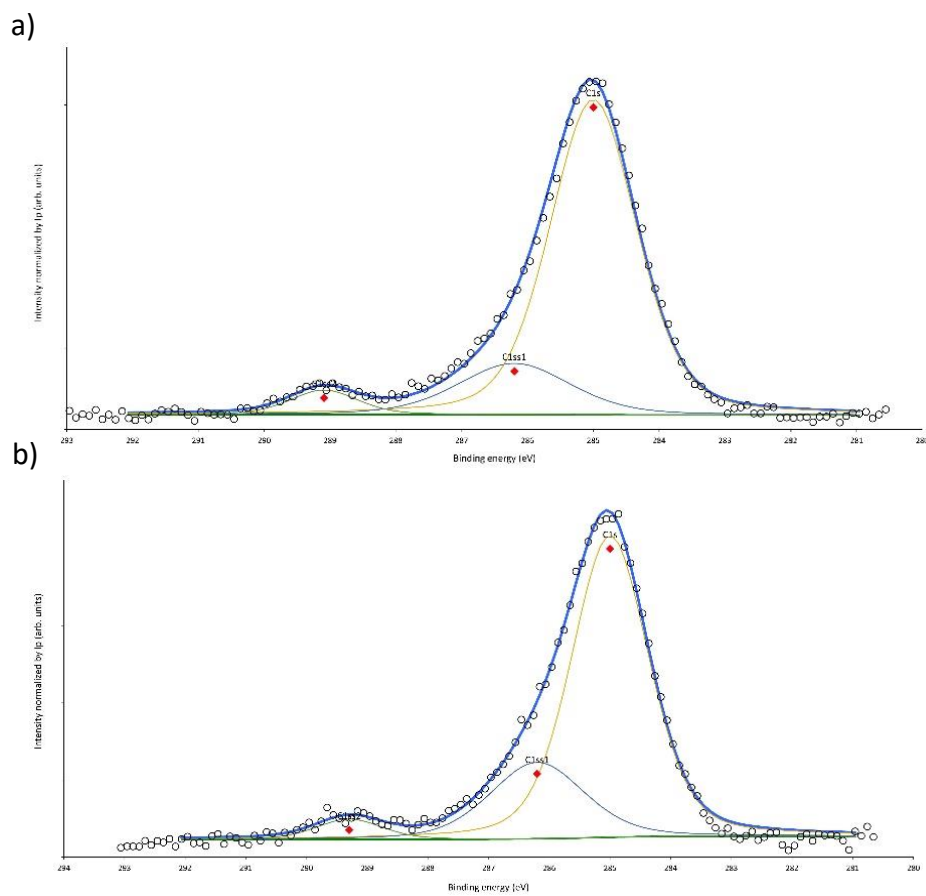 a)
Intensity normalized by Ip (arb. units)
C1s
C1ss1
293 292 291 290 289 288 287 286 285 284 283 282 281 280
Binding energy (eV)
b)
Intensity normalized by Ip (arb. units)
C1s
C1ss1
294 293 292 291 290 289 288 287 286 285 284 283 282 281 280
Binding energy (eV)